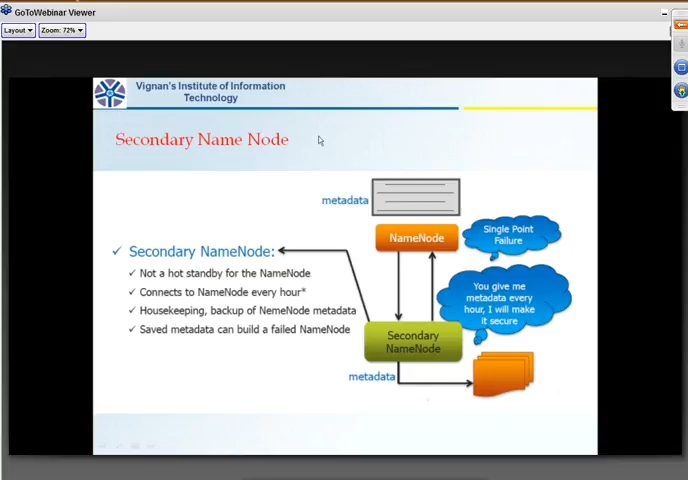 GoToWebinar Viewer
Layout
Zoom: 72%
Vignan's Institute of Information
Technology
Secondary Name Node
metadata
NameNode
Single Point
Failure
Secondary NameNode:
Not a hot standby for the NameNode
Connects to NameNode every hour*
Housekeeping, backup of NemeNode metadata
Saved metadata can build a failed NameNode
You give me
metadata every
hour, I will make
it secure
Secondary
NameNode
metadata